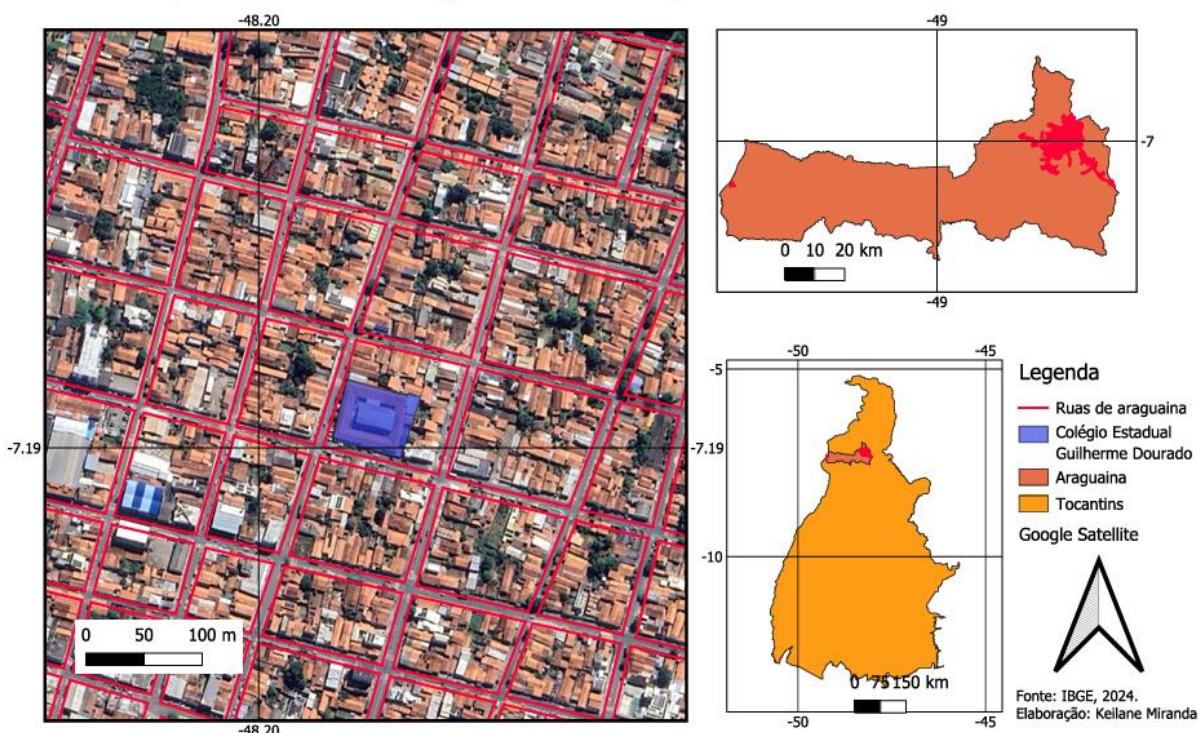 -48.20
-7.19
0 50 100 m
-48.20
-49
-7
0 10 20 km
-49
-50 -45
-5
-7.19
-10
0 75150 km
-50 -45
Legenda
Ruas de araguaina
Colégio Estadual
Guilherme Dourado
Araguaina
Tocantins
Google Satellite
Fonte: IBGE, 2024.
Elaboração: Keilane Miranda